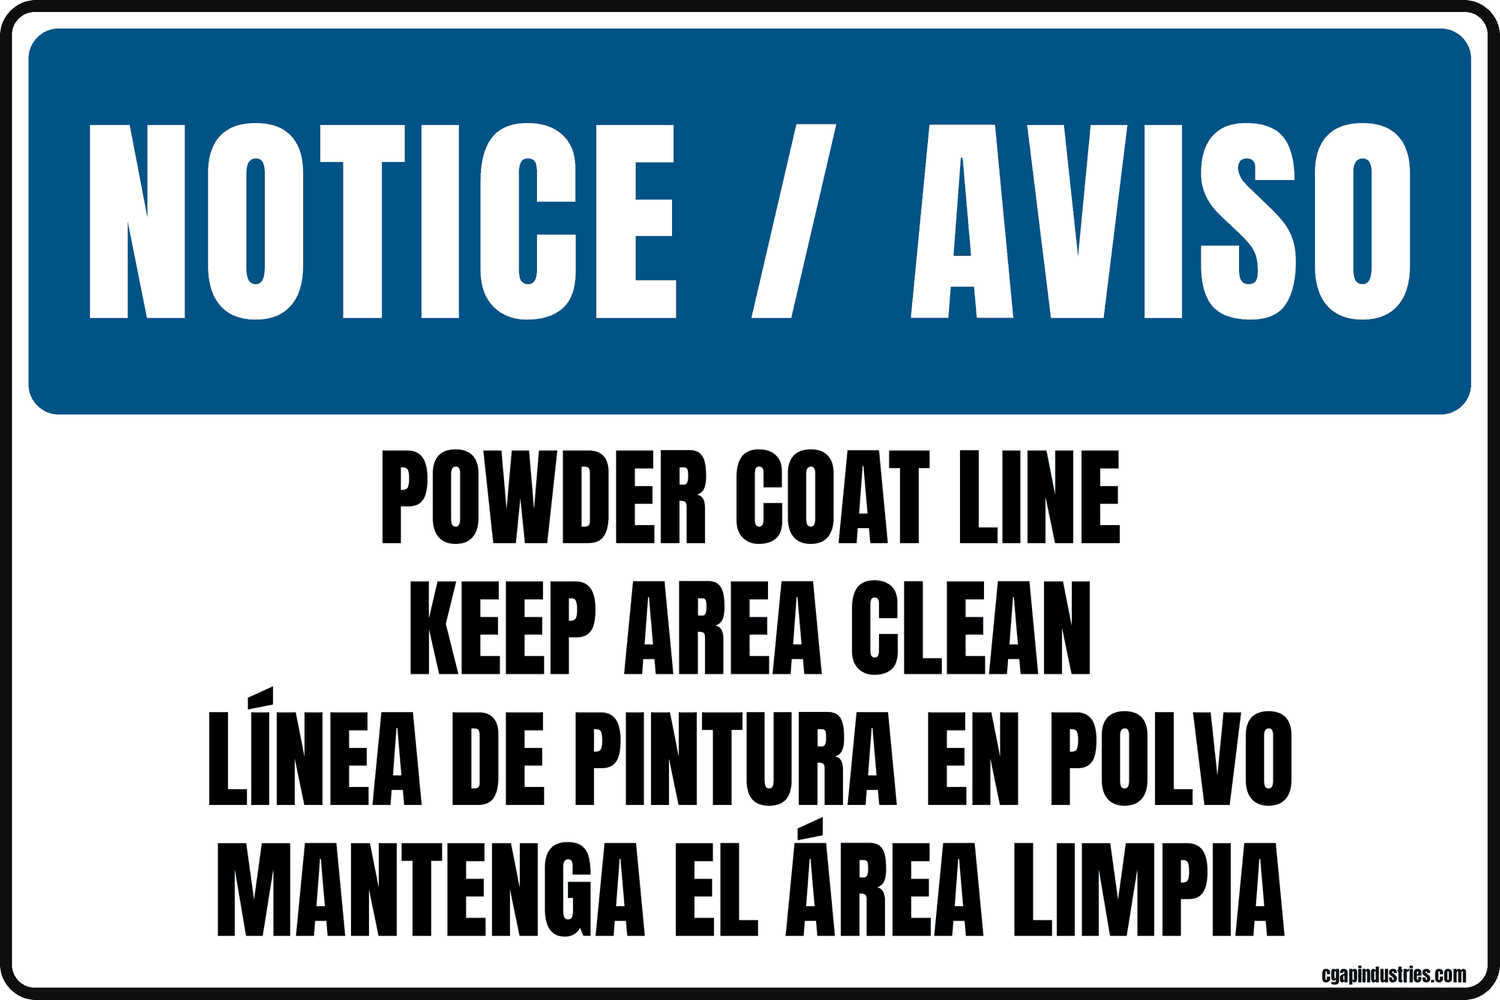 NOTICE / AVISO
POWDER COAT LINE
KEEP AREA CLEAN
LÍNEA DE PINTURA EN POLVO
MANTENGA EL ÁREA LIMPIA
cgapindustries.com